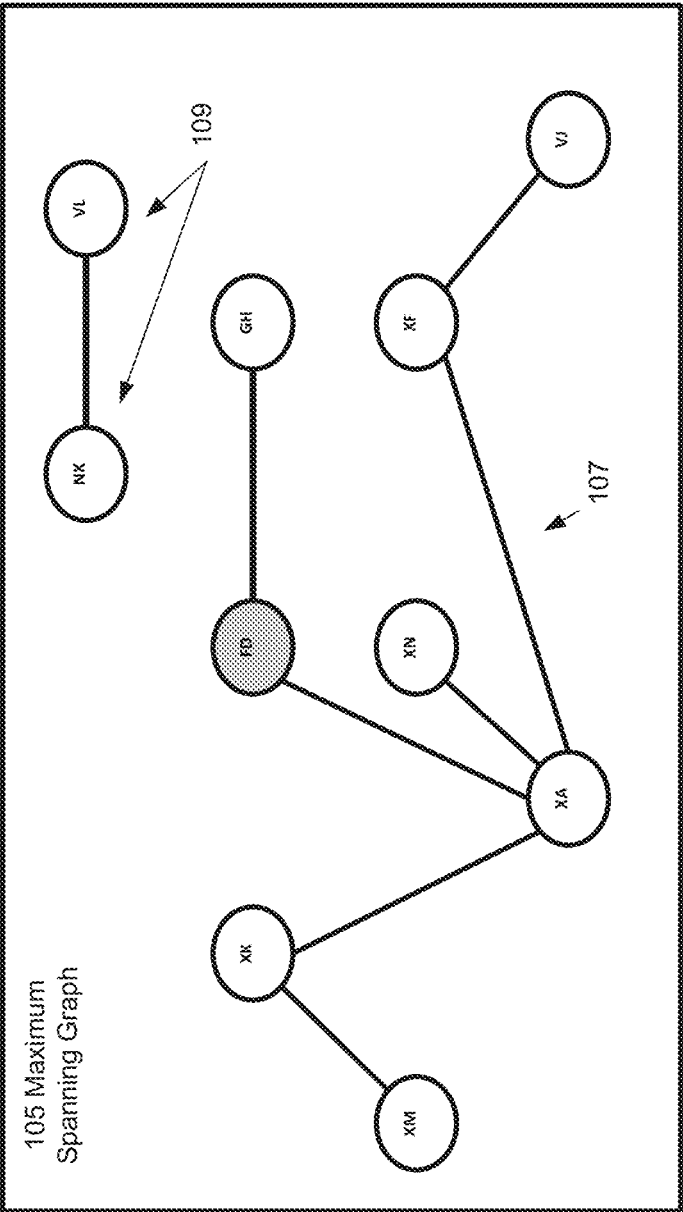 105 Maximum
Spanning Graph
NK
VL
109
XK
FD
GH
XM
XN
XF
XA
VJ
107